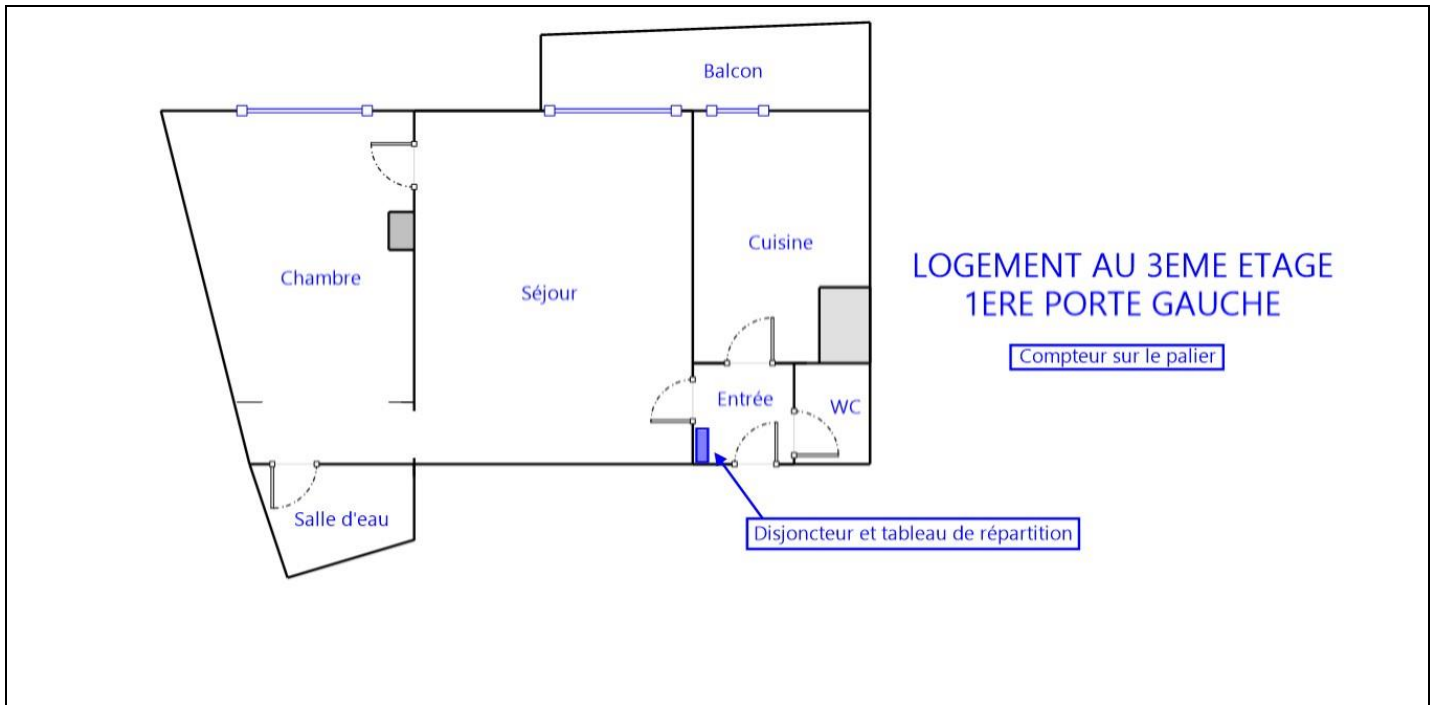 Balcon
Cuisine
Chambre
Séjour
LOGEMENT AU 3EME ETAGE
1ERE PORTE GAUCHE
Compteur sur le palier
Entrée
WC
Salle d'eau
Disjoncteur et tableau de répartition